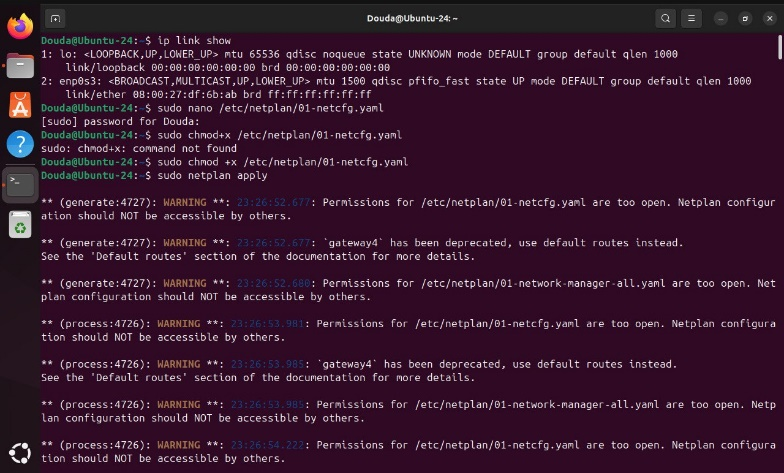 Douda@Ubuntu-24: ~
Douda@Ubuntu-24:~$ ip link show
1: lo: <LOOPBACK,UP,LOWER_UP> mtu 65536 qdisc noqueue state UNKNOWN mode DEFAULT group default qlen 1000
    link/loopback 00:00:00:00:00:00 brd 00:00:00:00:00:00
2: enp0s3: <BROADCAST,MULTICAST,UP,LOWER_UP> mtu 1500 qdisc pfifo_fast state UP mode DEFAULT group default qlen 1000
    link/ether 08:00:27:df:6b:ab brd ff:ff:ff:ff:ff:ff
Douda@Ubuntu-24:~$ sudo nano /etc/netplan/01-netcfg.yaml
[sudo] password for Douda:
Douda@Ubuntu-24:~$ sudo chmod+x /etc/netplan/01-netcfg.yaml
sudo: chmod+x: command not found
Douda@Ubuntu-24:~$ sudo chmod +x /etc/netplan/01-netcfg.yaml
Douda@Ubuntu-24:~$ sudo netplan apply
** (generate:4727): WARNING **: 23:26:52.677: Permissions for /etc/netplan/01-netcfg.yaml are too open. Netplan configur
ation should NOT be accessible by others.
** (generate:4727): WARNING **: 23:26:52.677: `gateway4` has been deprecated, use default routes instead.
See the 'Default routes' section of the documentation for more details.
** (generate:4727): WARNING **: 23:26:52.680: Permissions for /etc/netplan/01-network-manager-all.yaml are too open. Net
plan configuration should NOT be accessible by others.
** (process:4726): WARNING **: 23:26:53.981: Permissions for /etc/netplan/01-netcfg.yaml are too open. Netplan configura
tion should NOT be accessible by others.
** (process:4726): WARNING **: 23:26:53.985: `gateway4` has been deprecated, use default routes instead.
See the 'Default routes' section of the documentation for more details.
** (process:4726): WARNING **: 23:26:53.985: Permissions for /etc/netplan/01-network-manager-all.yaml are too open. Netp
lan configuration should NOT be accessible by others.
** (process:4726): WARNING **: 23:26:54.222: Permissions for /etc/netplan/01-netcfg.yaml are too open. Netplan configura
tion should NOT be accessible by others.